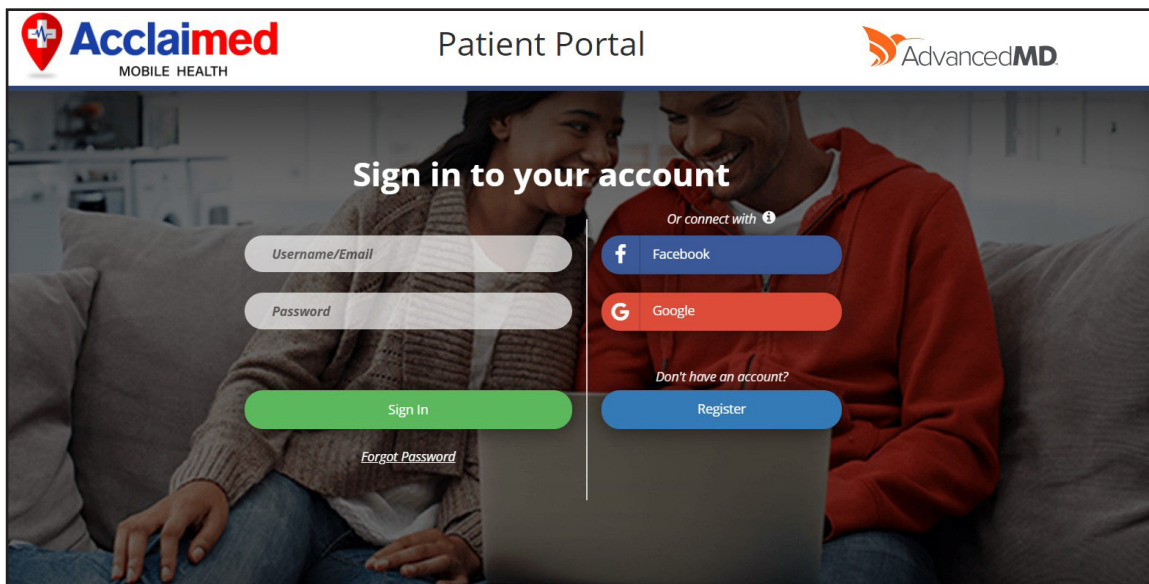 Acclaimed
MOBILE HEALTH
Patient Portal
AdvancedMD
Sign in to your account
Username/Email
Password
Sign In
Forgot Password
Or connect with
Facebook
Google
Don't have an account?
Register